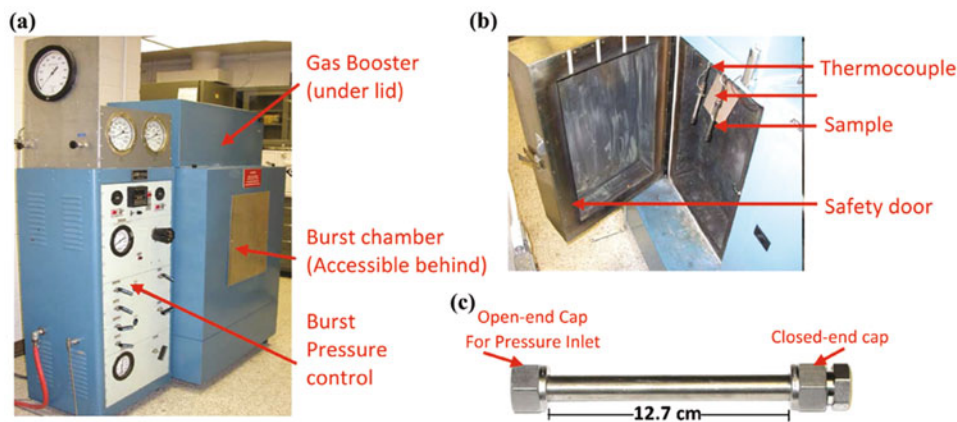 (a)
Gas Booster
(under lid)
Burst chamber
(Accessible behind)
Burst
Pressure
control
(b)
Thermocouple
Sample
Safety door
(c)
Open-end Cap
For Pressure Inlet
Closed-end cap
12.7 cm